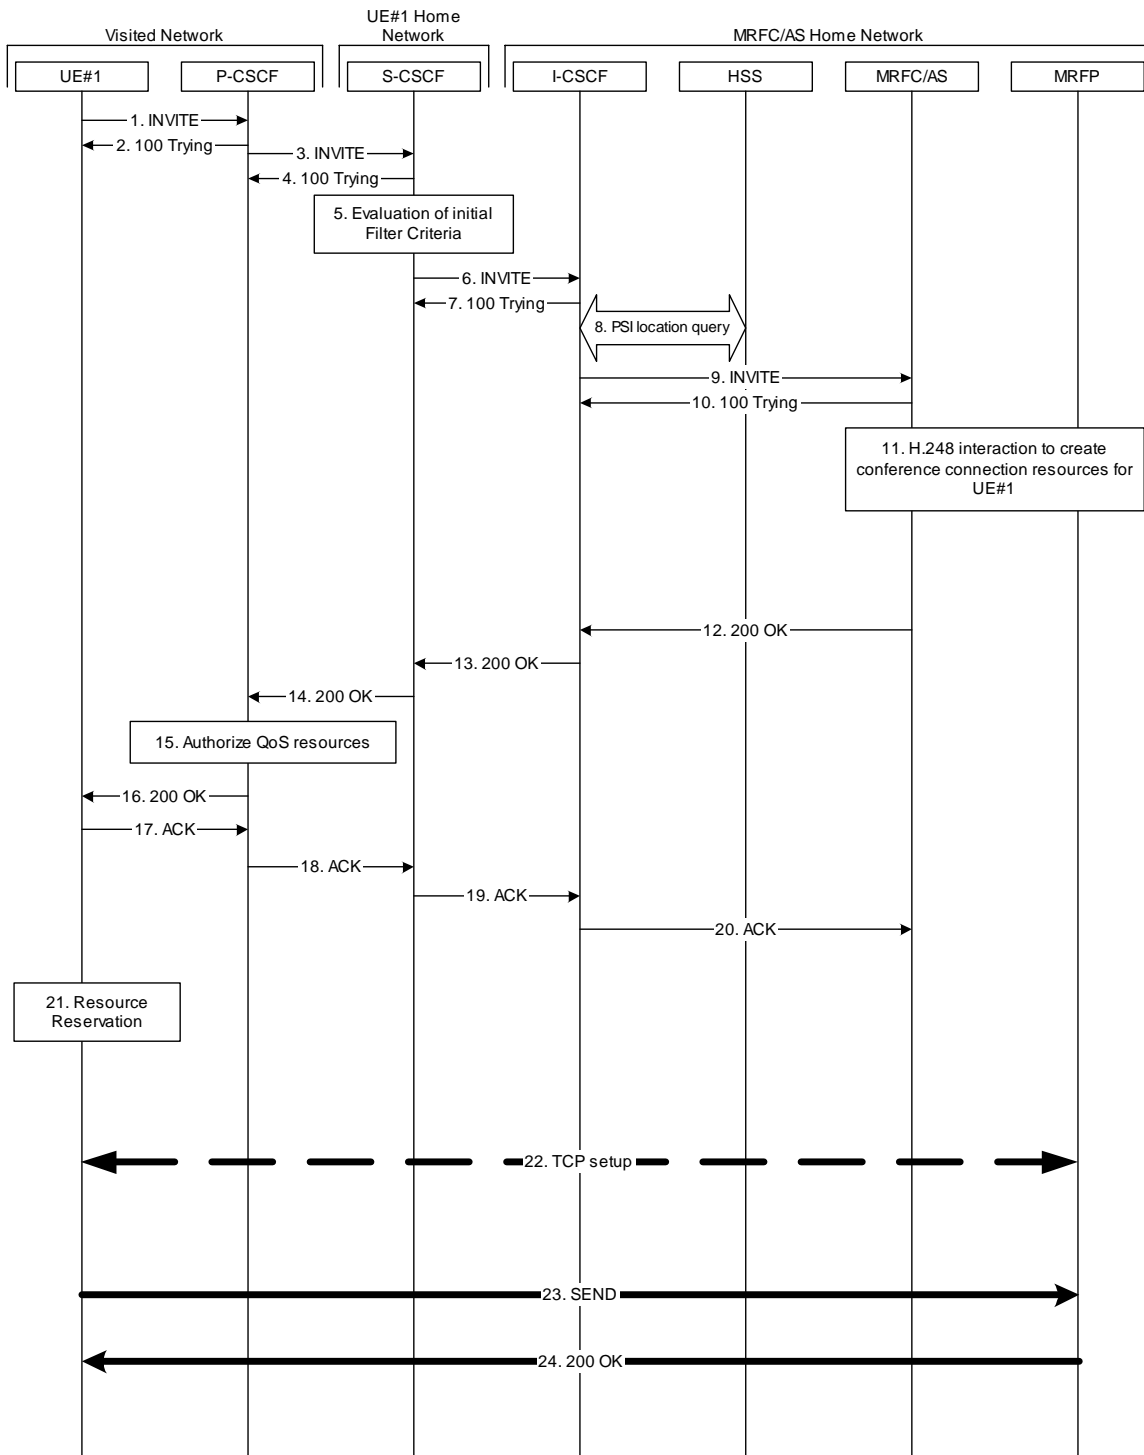 UE#1 Home
Network
Visited Network
MRFC/AS Home Network
UE#1
P-CSCF
S-CSCF
I-CSCF
HSS
MRFC/AS
MRFP
1. INVITE
2. 100 Trying
3. INVITE
4. 100 Trying
5. Evaluation of initial
Filter Criteria
6. INVITE
7. 100 Trying
8. PSI location query
9. INVITE
10. 100 Trying
11. H.248 interaction to create
conference connection resources for
UE#1
12. 200 OK
13. 200 OK
14. 200 OK
15. Authorize QoS resources
16. 200 OK
17. ACK
18. ACK
19. ACK
20. ACK
21. Resource
Reservation
22. TCP setup
23. SEND
24. 200 OK